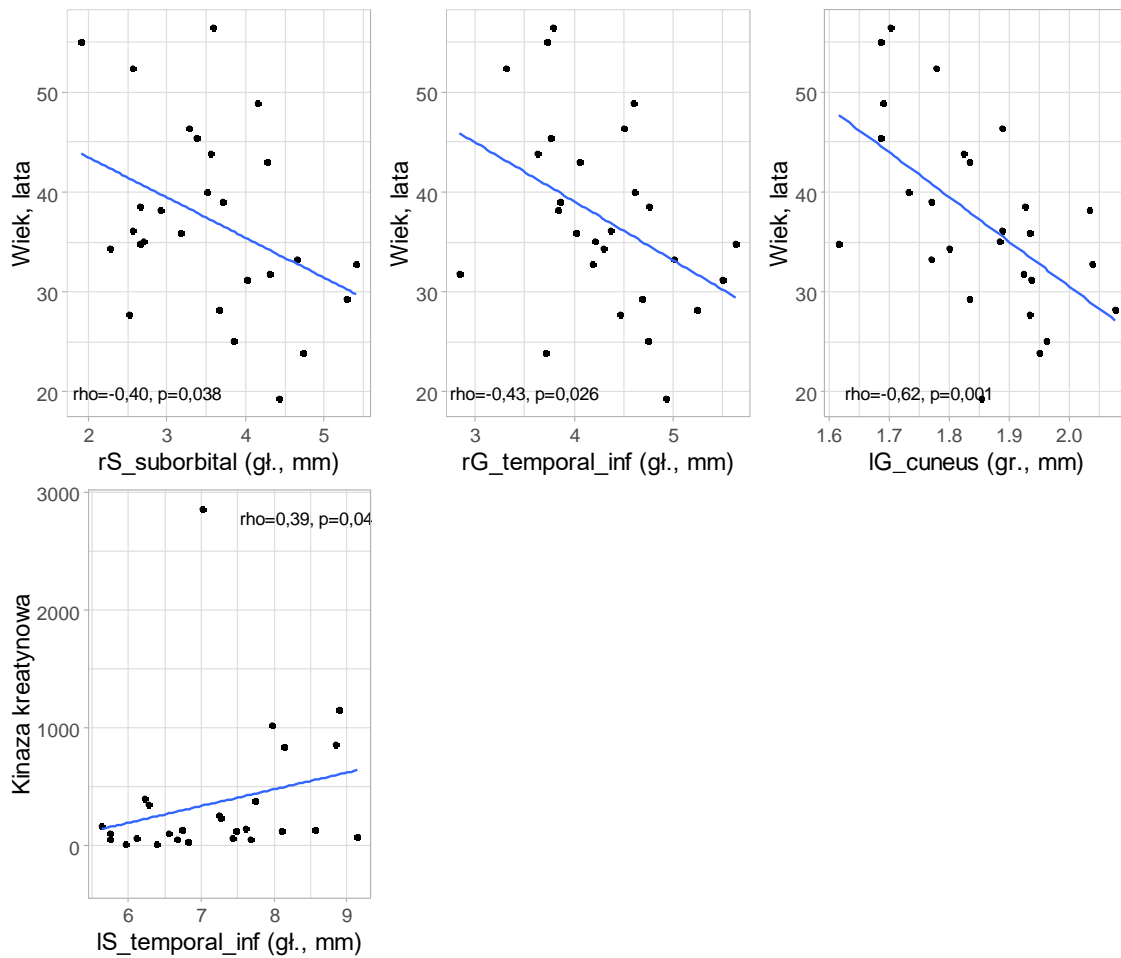 Wiek, lata
50
40
30
20
rho=-0,40, p=0,038
2 3 4 5
rS_suborbital (gł., mm)
Wiek, lata
50
40
30
20
rho=-0,43, p=0,026
3 4 5
rG_temporal_inf (gł., mm)
Wiek, lata
50
40
30
20
rho=-0,62, p=0,001
1.6 1.7 1.8 1.9 2.0
lG_cuneus (gr., mm)
Kinaza kreatynowa
3000
2000
1000
0
rho=0,39, p=0,04
6 7 8 9
lS_temporal_inf (gł., mm)